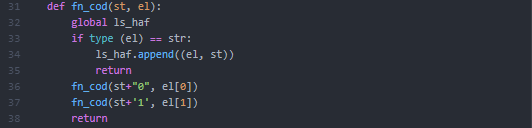 31 def fn_cod(st, el):
32 global ls_haf
33 if type (el) == str:
34 ls_haf.append((el, st))
35 return
36 fn_cod(st+"0", el[0])
37 fn_cod(st+'1', el[1])
38 return